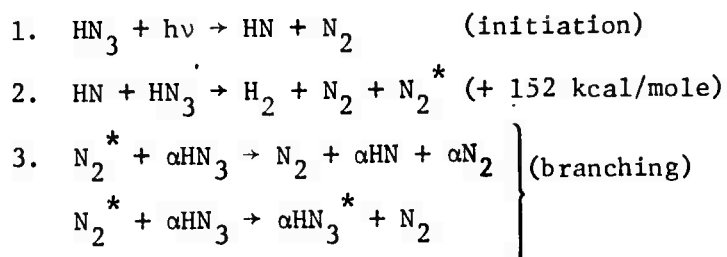 1. HN₃ + hν → HN + N₂ (initiation)
2. HN + HN₃ → H₂ + N₂ + N₂* (+ 152 kcal/mole)
3. N₂* + αHN₃ → N₂ + αHN + αN₂
(branching)
N₂* + αHN₃ → αHN₃* + N₂